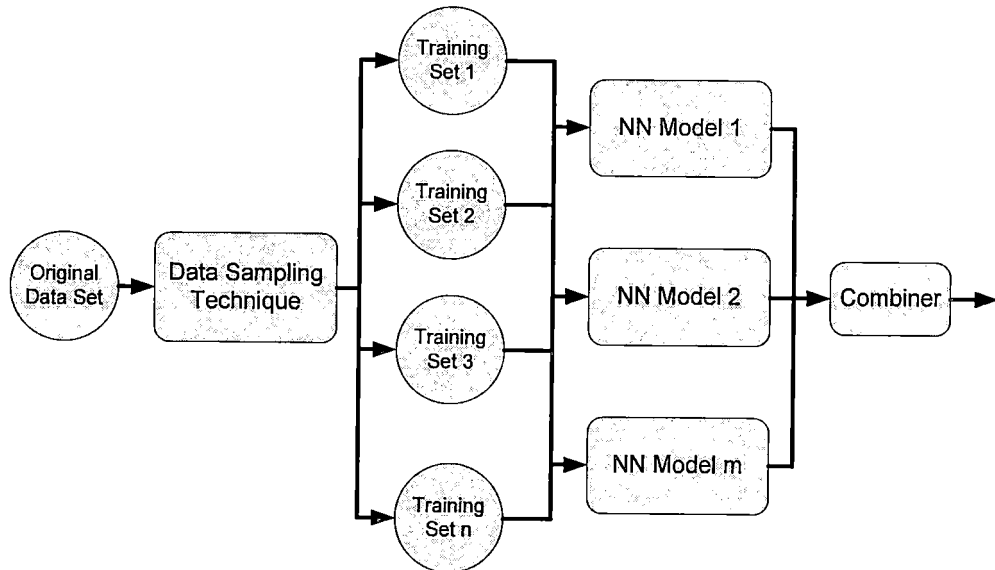 Original
Data Set
Data Sampling
Technique
Training
Set 1
Training
Set 2
Training
Set 3
Training
Set n
NN Model 1
NN Model 2
NN Model m
Combiner